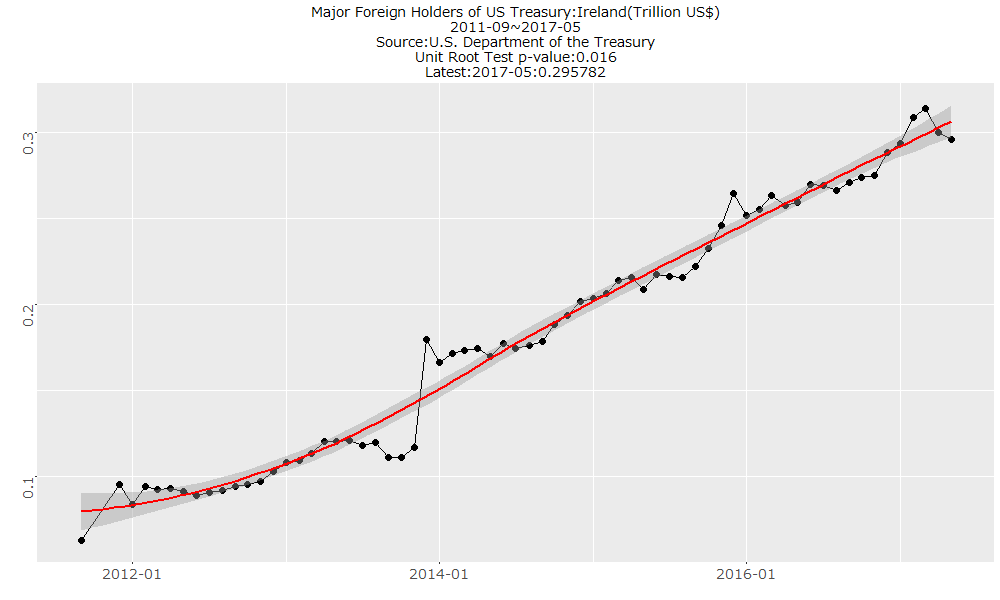 Major Foreign Holders of US Treasury:Ireland(Trillion US$)
2011-09~2017-05
Source:U.S. Department of the Treasury
Unit Root Test p-value:0.016
Latest:2017-05:0.295782
0.3
0.2
0.1
2012-01 2014-01 2016-01